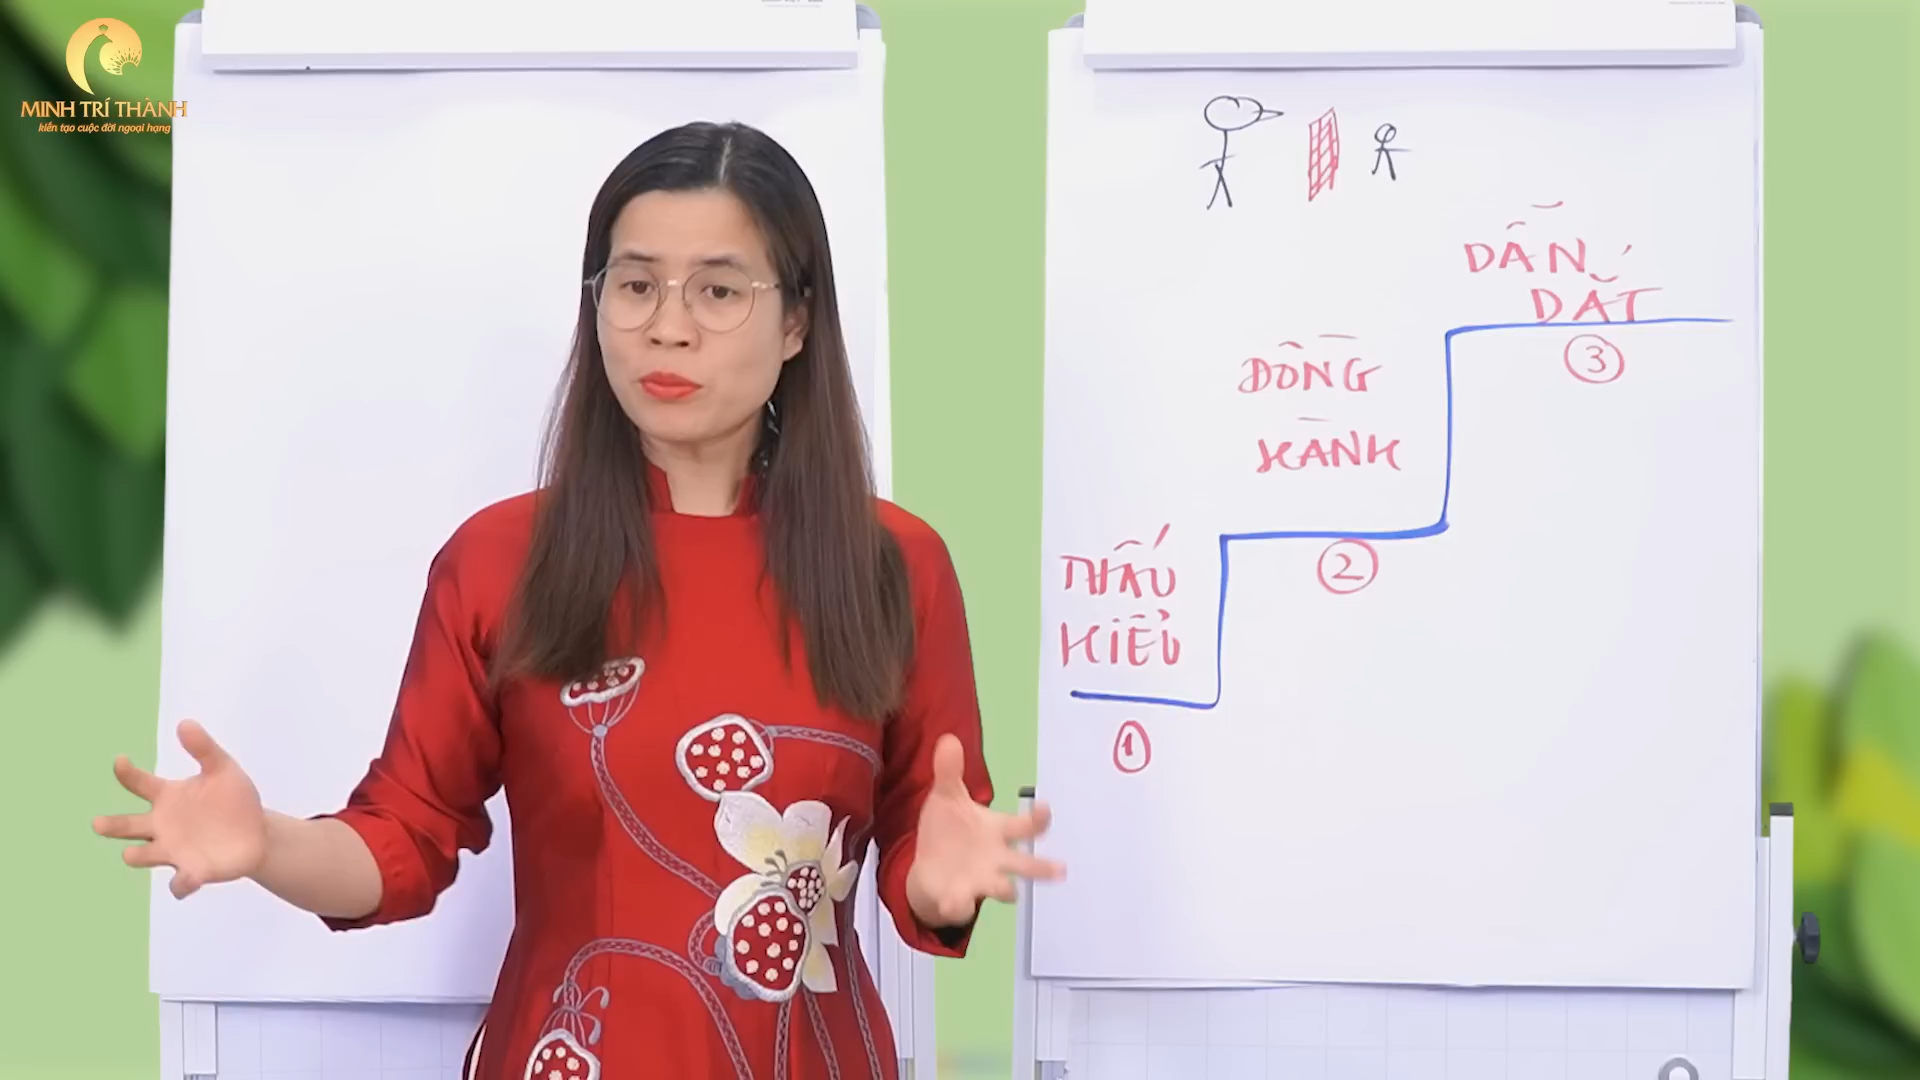 MINH TRÍ THÀNH
kiến tạo cuộc đời ngoại hạng
DẪN
DẮT
3
ĐỒNG
HÀNH
2
THẤU
HIỂU
1